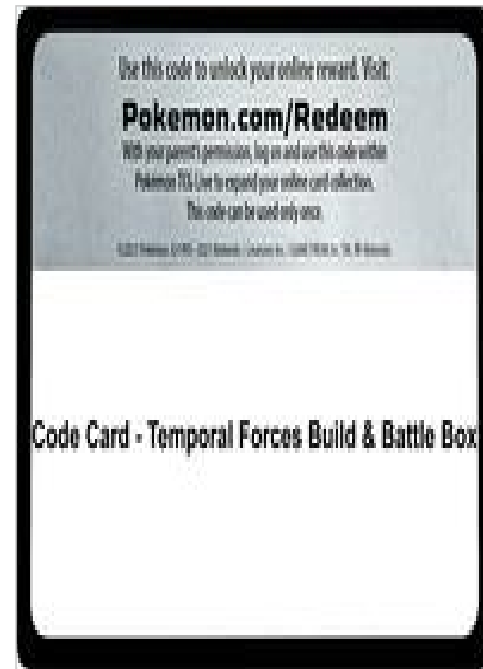 Use this code to unlock your online reward. Visit:
Pokemon.com/Redeem
With your parent's permission, log on and use this code within
Pokémon TCG Live to expand your online card collection.
This code can be used only once.
Code Card - Temporal Forces Build & Battle Box